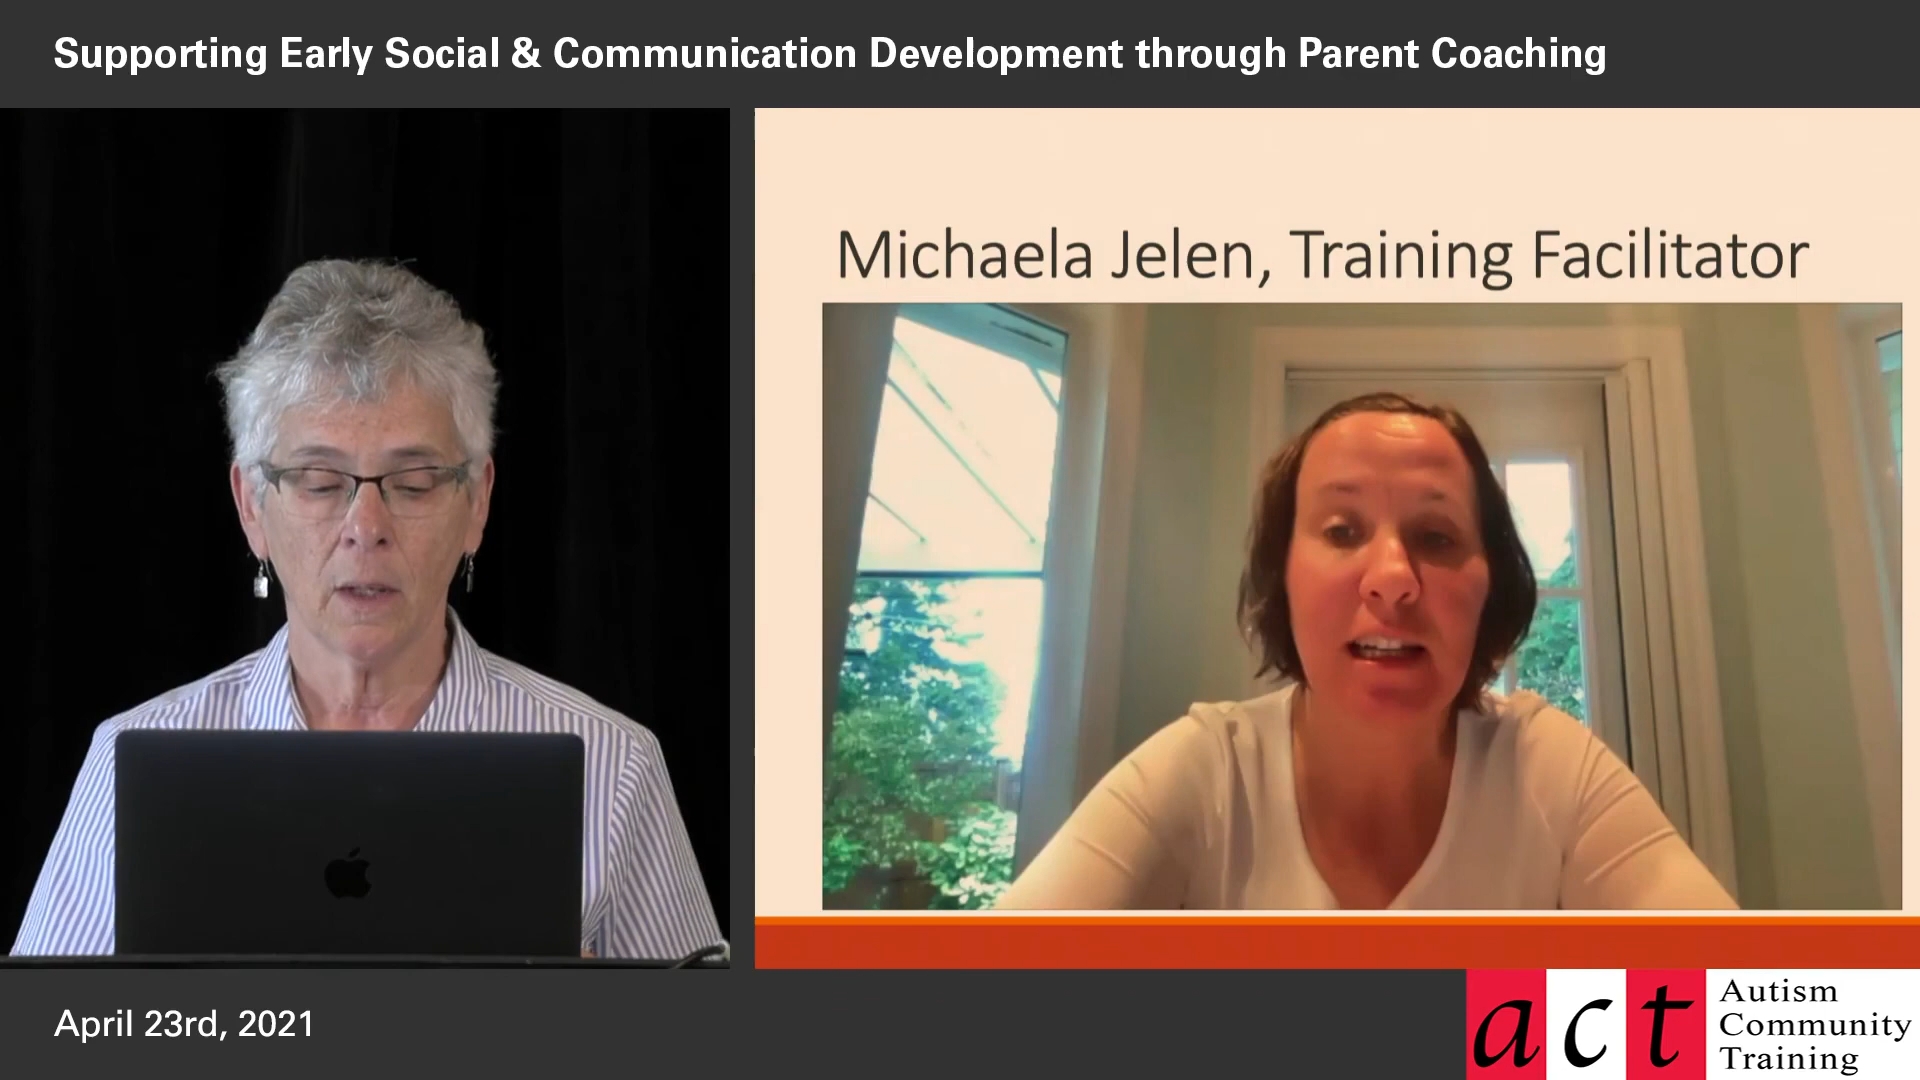 Supporting Early Social & Communication Development through Parent Coaching
Michaela Jelen, Training Facilitator
April 23rd, 2021
act
Autism
Community
Training